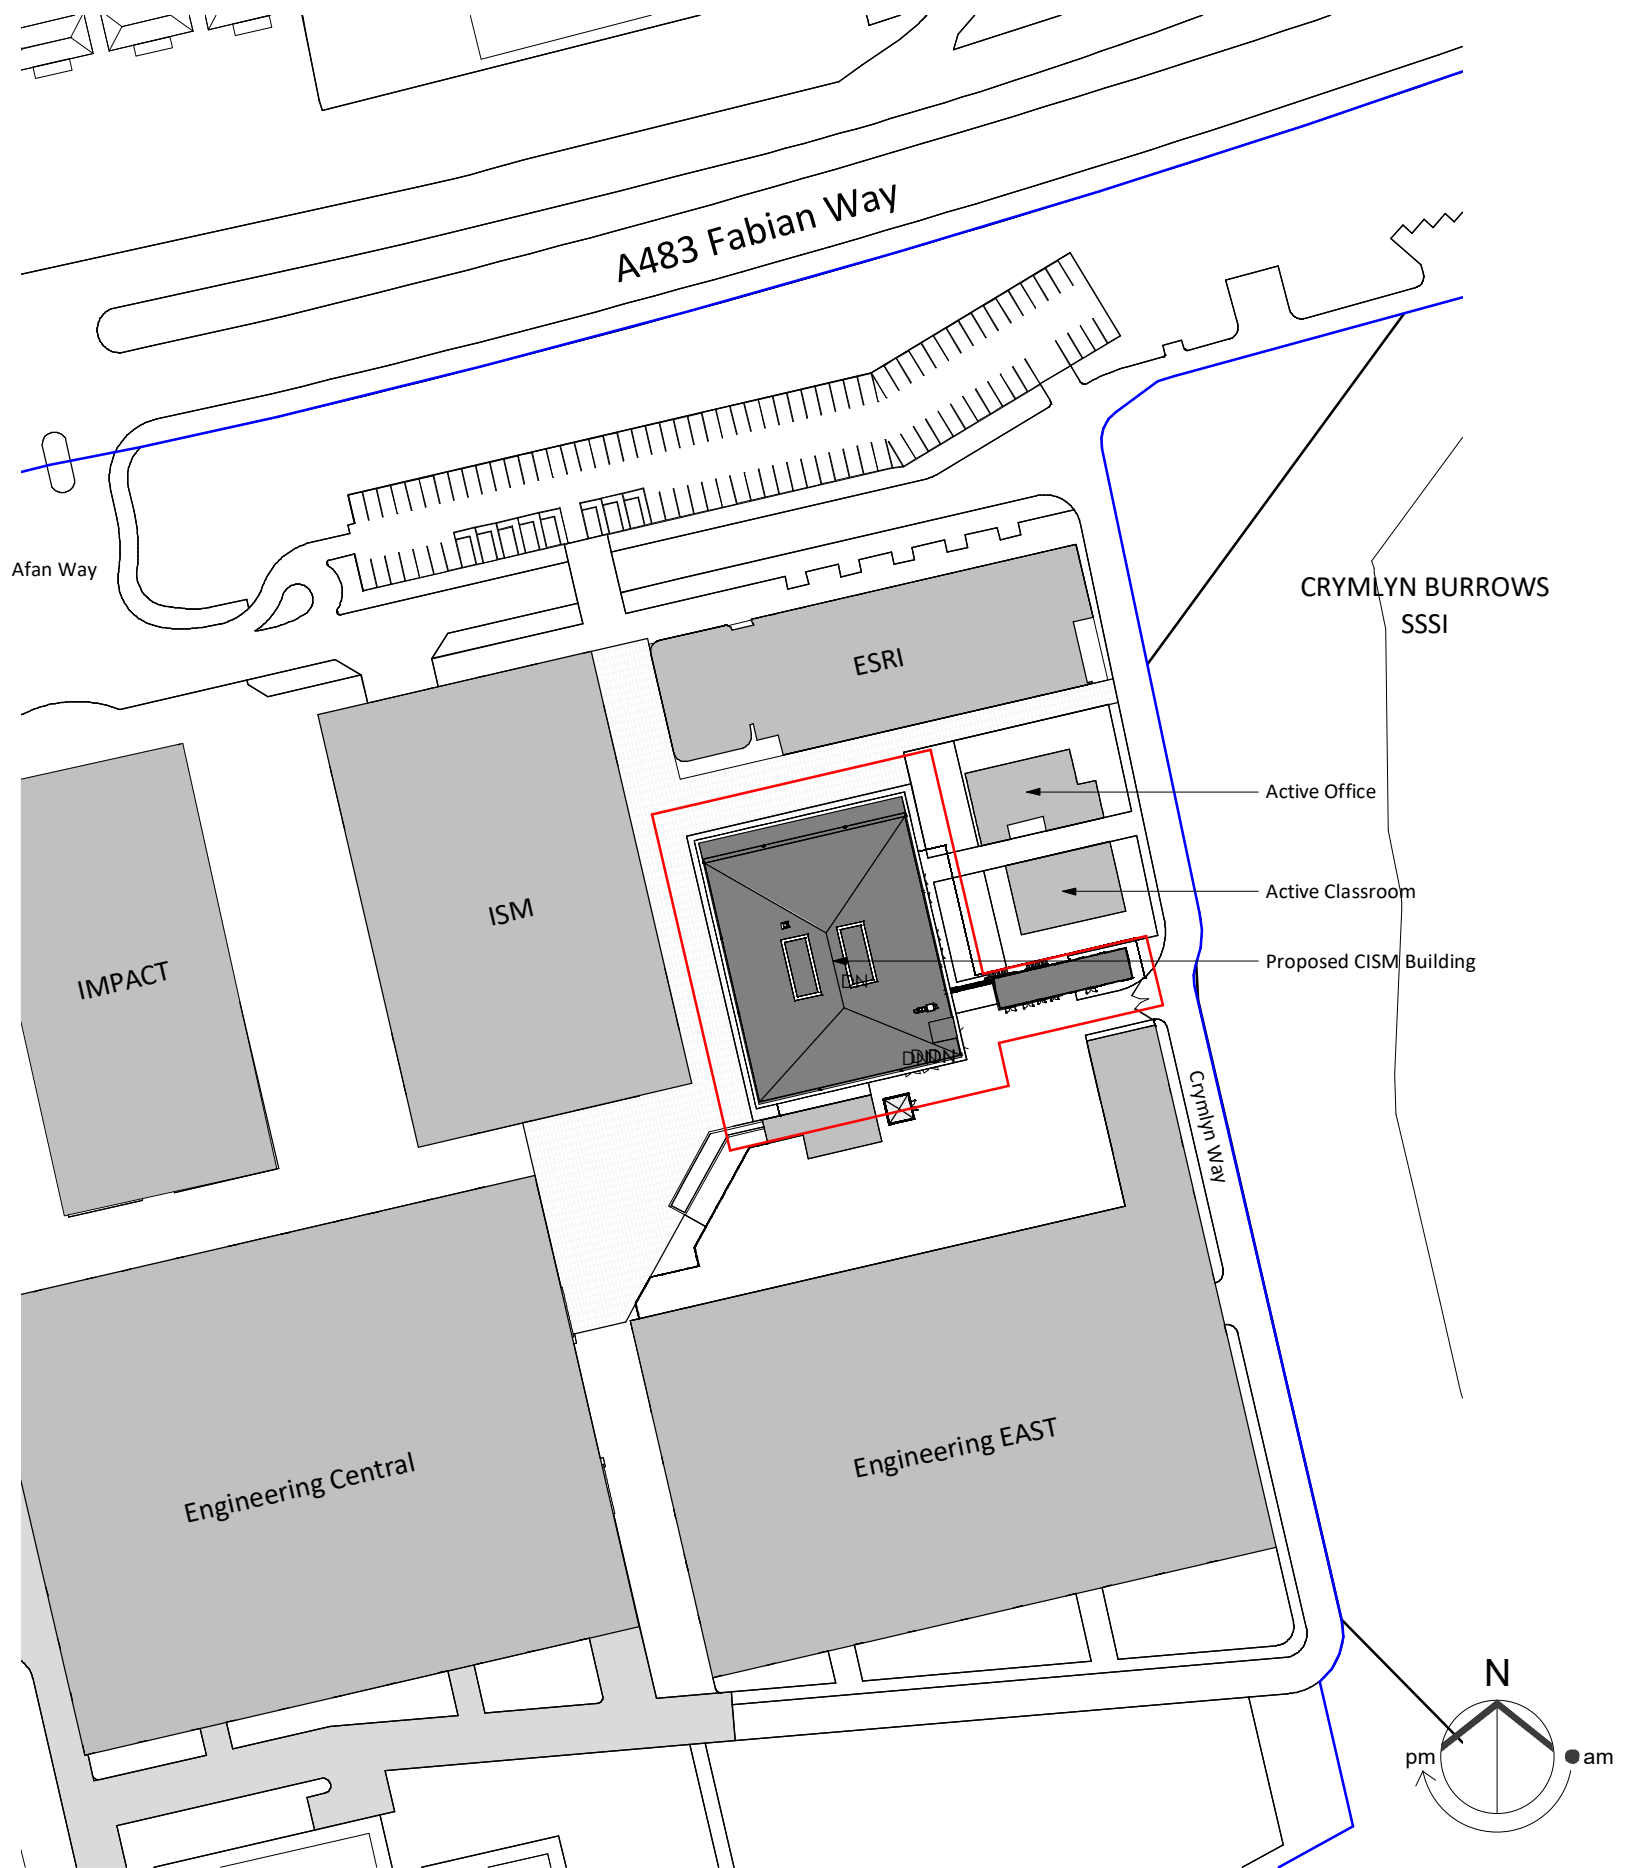 A483 Fabian Way
Afan Way
CRYMLYN BURROWS
SSSI
ESRI
Active Office
ISM
Active Classroom
IMPACT
Proposed CISM Building
DN
Crymlyn Way
Engineering EAST
Engineering Central
N
pm
am